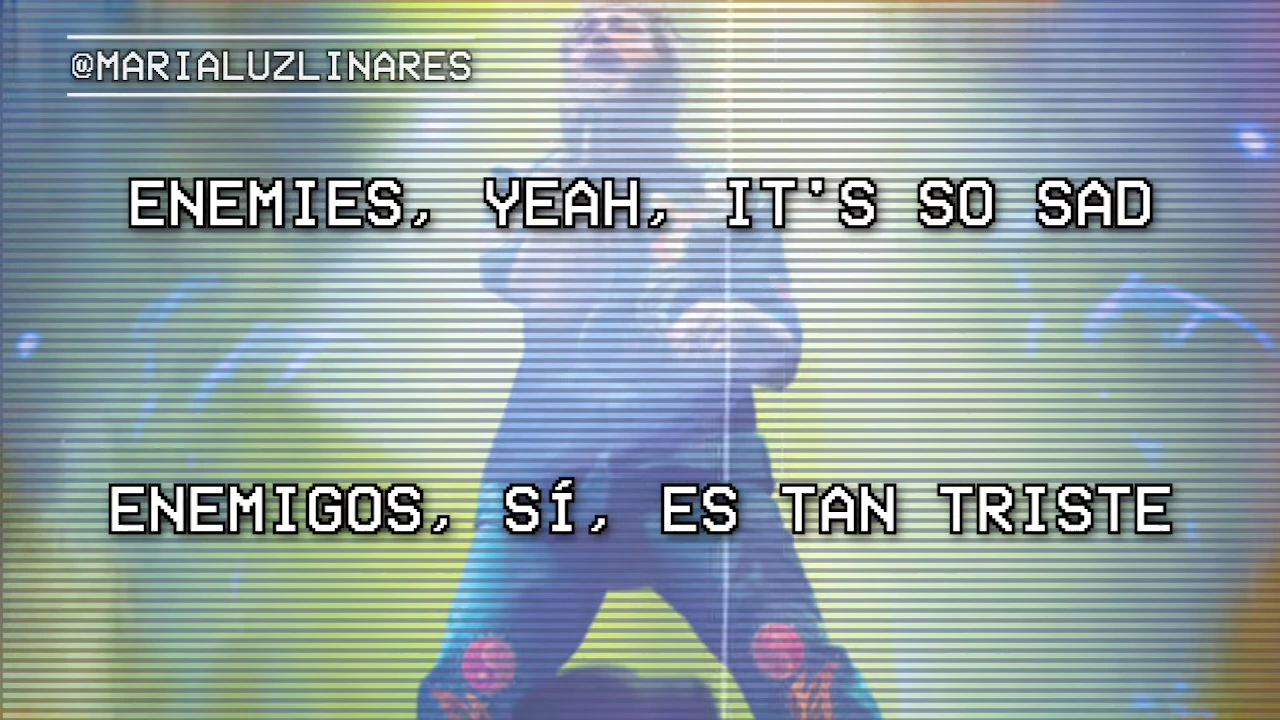 @MARIALUZLINARES
ENEMIES, YEAH, IT'S SO SAD
ENEMIGOS, SÍ, ES TAN TRISTE